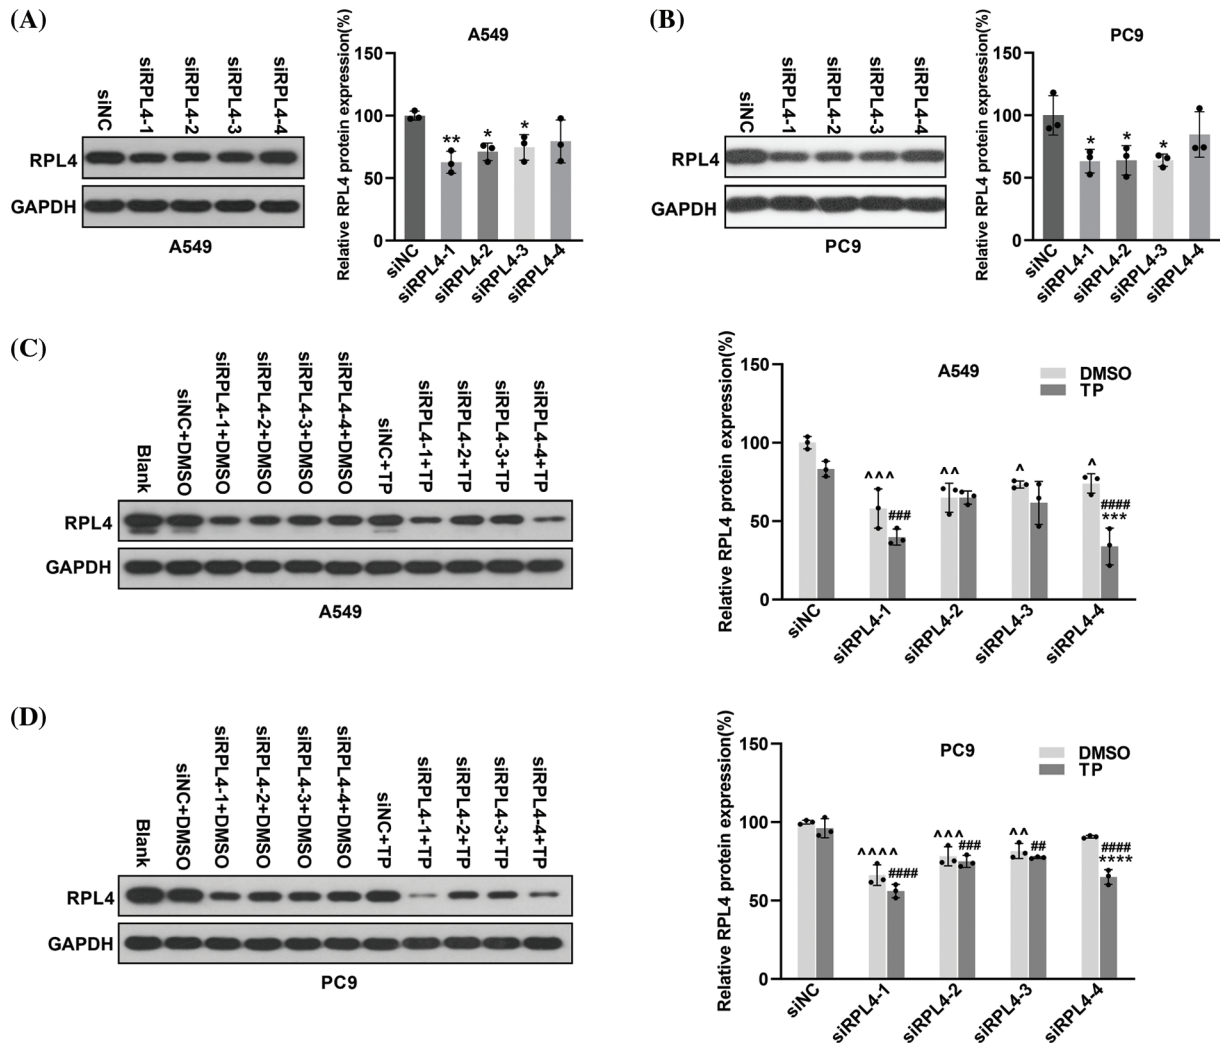 (A)
siNC
siRPL4-1
siRPL4-2
siRPL4-3
siRPL4-4
RPL4
GAPDH
A549
A549
Relative RPL4 protein expression(%)
150
100
50
0
**
*
*
siNC
siRPL4-1
siRPL4-2
siRPL4-3
siRPL4-4
(B)
siNC
siRPL4-1
siRPL4-2
siRPL4-3
siRPL4-4
RPL4
GAPDH
PC9
PC9
Relative RPL4 protein expression(%)
150
100
50
0
*
*
*
siNC
siRPL4-1
siRPL4-2
siRPL4-3
siRPL4-4
(C)
Blank
siNC+DMSO
siRPL4-1+DMSO
siRPL4-2+DMSO
siRPL4-3+DMSO
siRPL4-4+DMSO
siNC+TP
siRPL4-1+TP
siRPL4-2+TP
siRPL4-3+TP
siRPL4-4+TP
RPL4
GAPDH
A549
A549
DMSO
TP
Relative RPL4 protein expression(%)
150
100
50
0
^^^
###
^^
^
^
####
***
siNC
siRPL4-1
siRPL4-2
siRPL4-3
siRPL4-4
(D)
Blank
siNC+DMSO
siRPL4-1+DMSO
siRPL4-2+DMSO
siRPL4-3+DMSO
siRPL4-4+DMSO
siNC+TP
siRPL4-1+TP
siRPL4-2+TP
siRPL4-3+TP
siRPL4-4+TP
RPL4
GAPDH
PC9
PC9
DMSO
TP
Relative RPL4 protein expression(%)
150
100
50
0
^^^^
####
^^^
###
^^
##
####
****
siNC
siRPL4-1
siRPL4-2
siRPL4-3
siRPL4-4